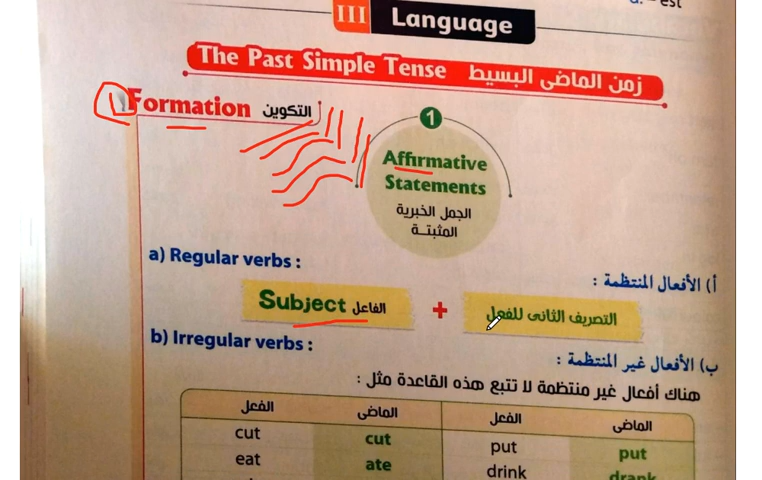 d. - est
III Language
The Past Simple Tense زمن الماضى البسيط
Formation التكوين
1
Affirmative
Statements
الجمل الخبرية
المثبتة
a) Regular verbs :
أ) الأفعال المنتظمة :
Subject الفاعل + التصريف الثانى للفعل
b) Irregular verbs :
ب) الأفعال غير المنتظمة :
هناك أفعال غير منتظمة لا تتبع هذه القاعدة مثل :
الفعل الماضى الفعل الماضى
cut cut put put
eat ate drink drank